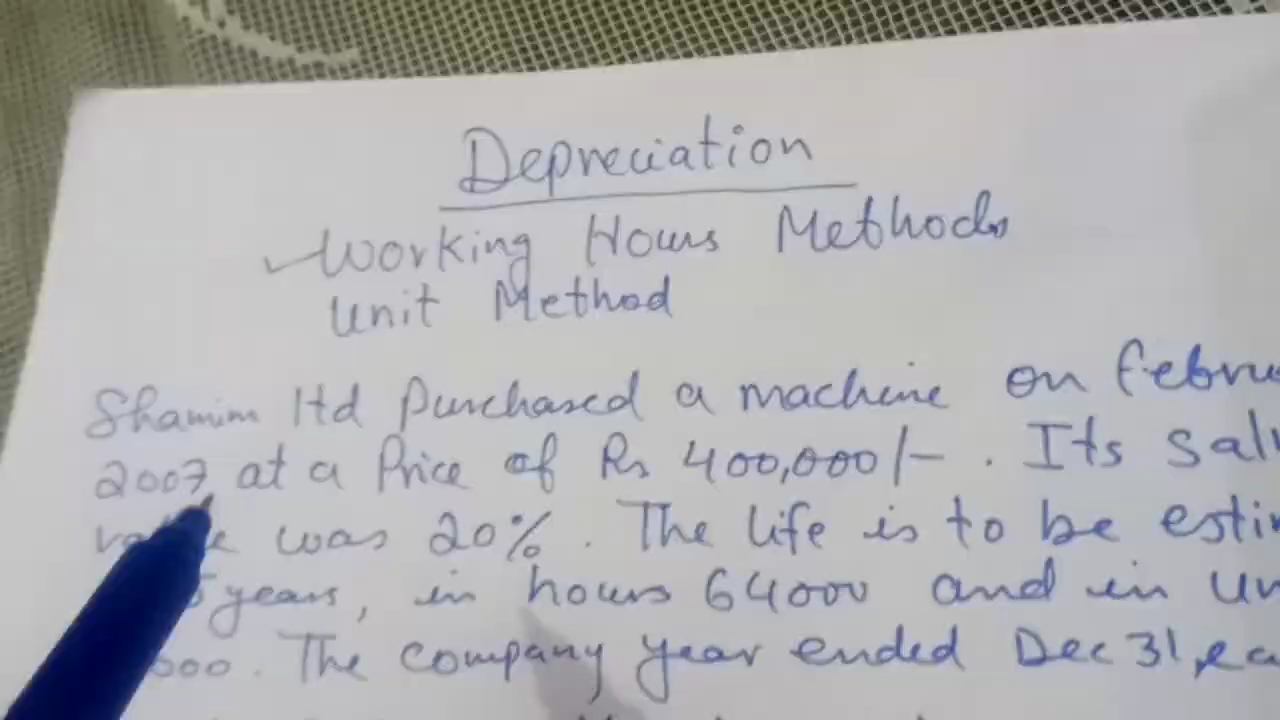 Depreciation
Working Hours Methods
Unit Method
Shamim ltd Purchased a machine on Febru
2007 at a Price of Rs 400,000/- . Its Sal
was 20%. The life is to be esti
5 years, in hours 64000 and in un
000. The company year ended Dec 31, ea